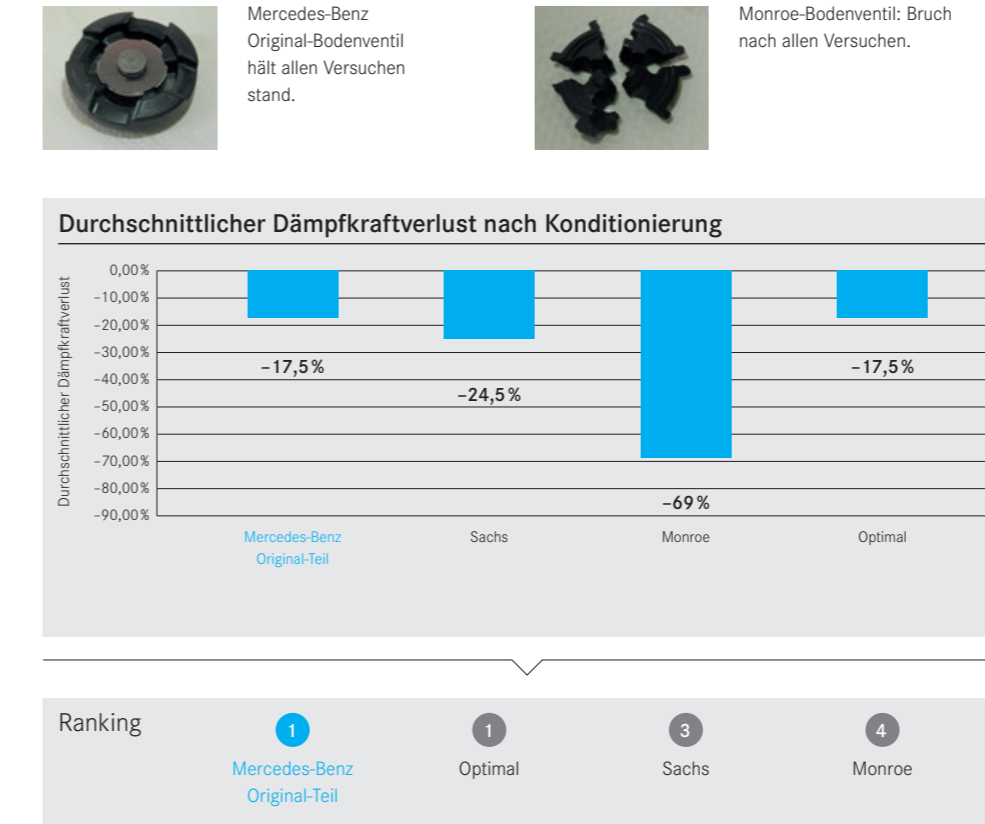 Mercedes-Benz
Original-Bodenventil
hält allen Versuchen
stand.
Monroe-Bodenventil: Bruch
nach allen Versuchen.
Durchschnittlicher Dämpfkraftverlust nach Konditionierung
Durchschnittlicher Dämpfkraftverlust
0,00 %
−10,00 %
−20,00 %
−30,00 %
−40,00 %
−50,00 %
−60,00 %
−70,00 %
−80,00 %
−90,00 %
−17,5 %
−24,5 %
−69 %
−17,5 %
Mercedes-Benz
Original-Teil
Sachs
Monroe
Optimal
Ranking
1
Mercedes-Benz
Original-Teil
1
Optimal
3
Sachs
4
Monroe